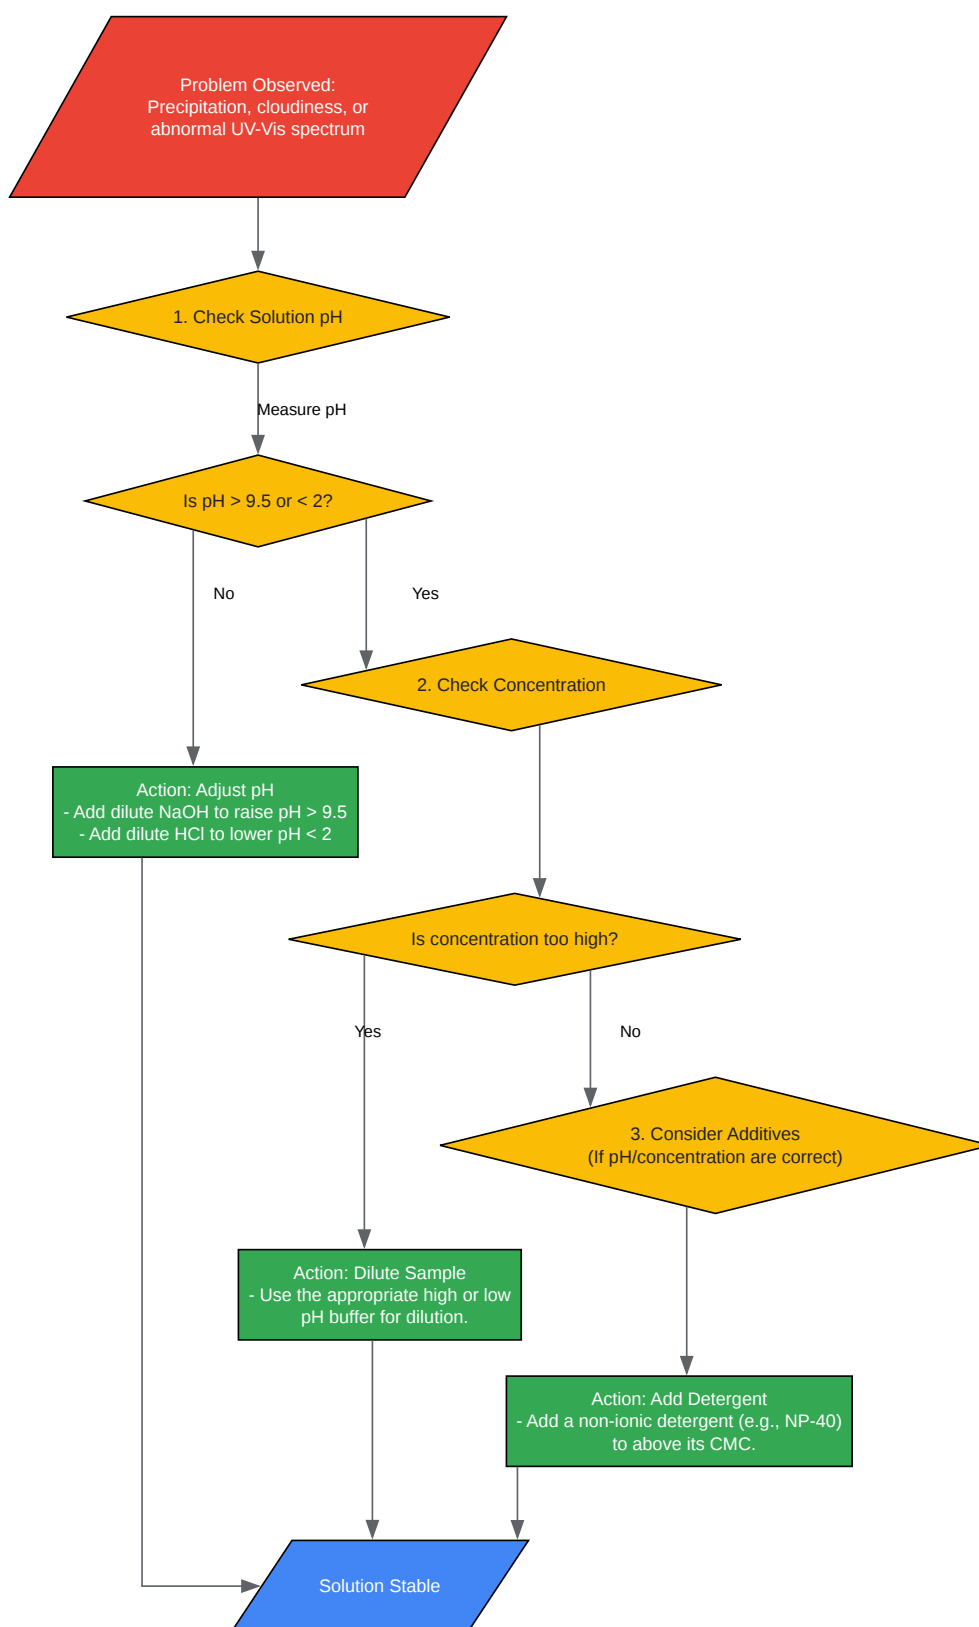 Problem Observed:
Precipitation, cloudiness, or
abnormal UV-Vis spectrum
1. Check Solution pH
Measure pH
Is pH > 9.5 or < 2?
No
Yes
2. Check Concentration
Action: Adjust pH
- Add dilute NaOH to raise pH > 9.5
- Add dilute HCl to lower pH < 2
Is concentration too high?
Yes
No
3. Consider Additives
(If pH/concentration are correct)
Action: Dilute Sample
- Use the appropriate high or low
pH buffer for dilution.
Action: Add Detergent
- Add a non-ionic detergent (e.g., NP-40)
to above its CMC.
Solution Stable